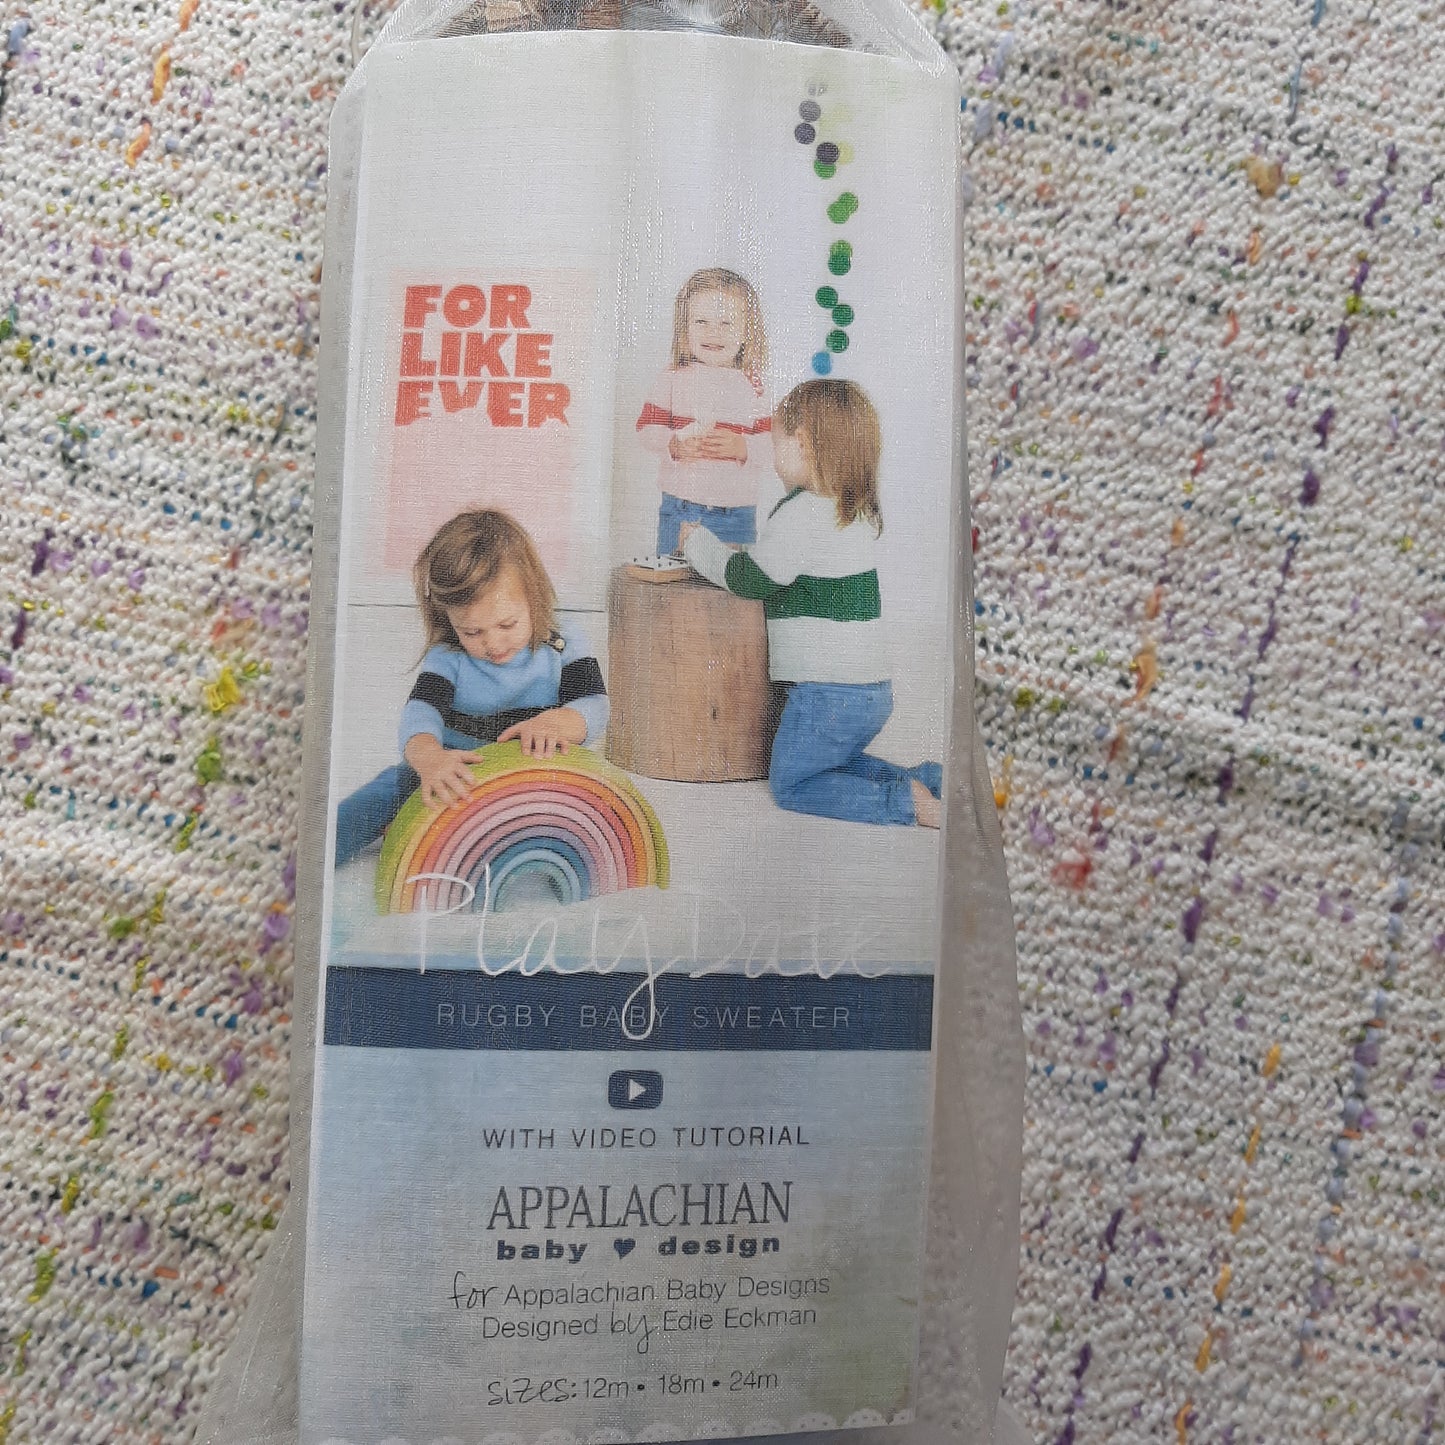 FOR
LIKE
EVER
Play Date
RUGBY BABY SWEATER
WITH VIDEO TUTORIAL
APPALACHIAN
baby ♥ design
for Appalachian Baby Designs
Designed by Edie Eckman
sizes: 12m • 18m • 24m